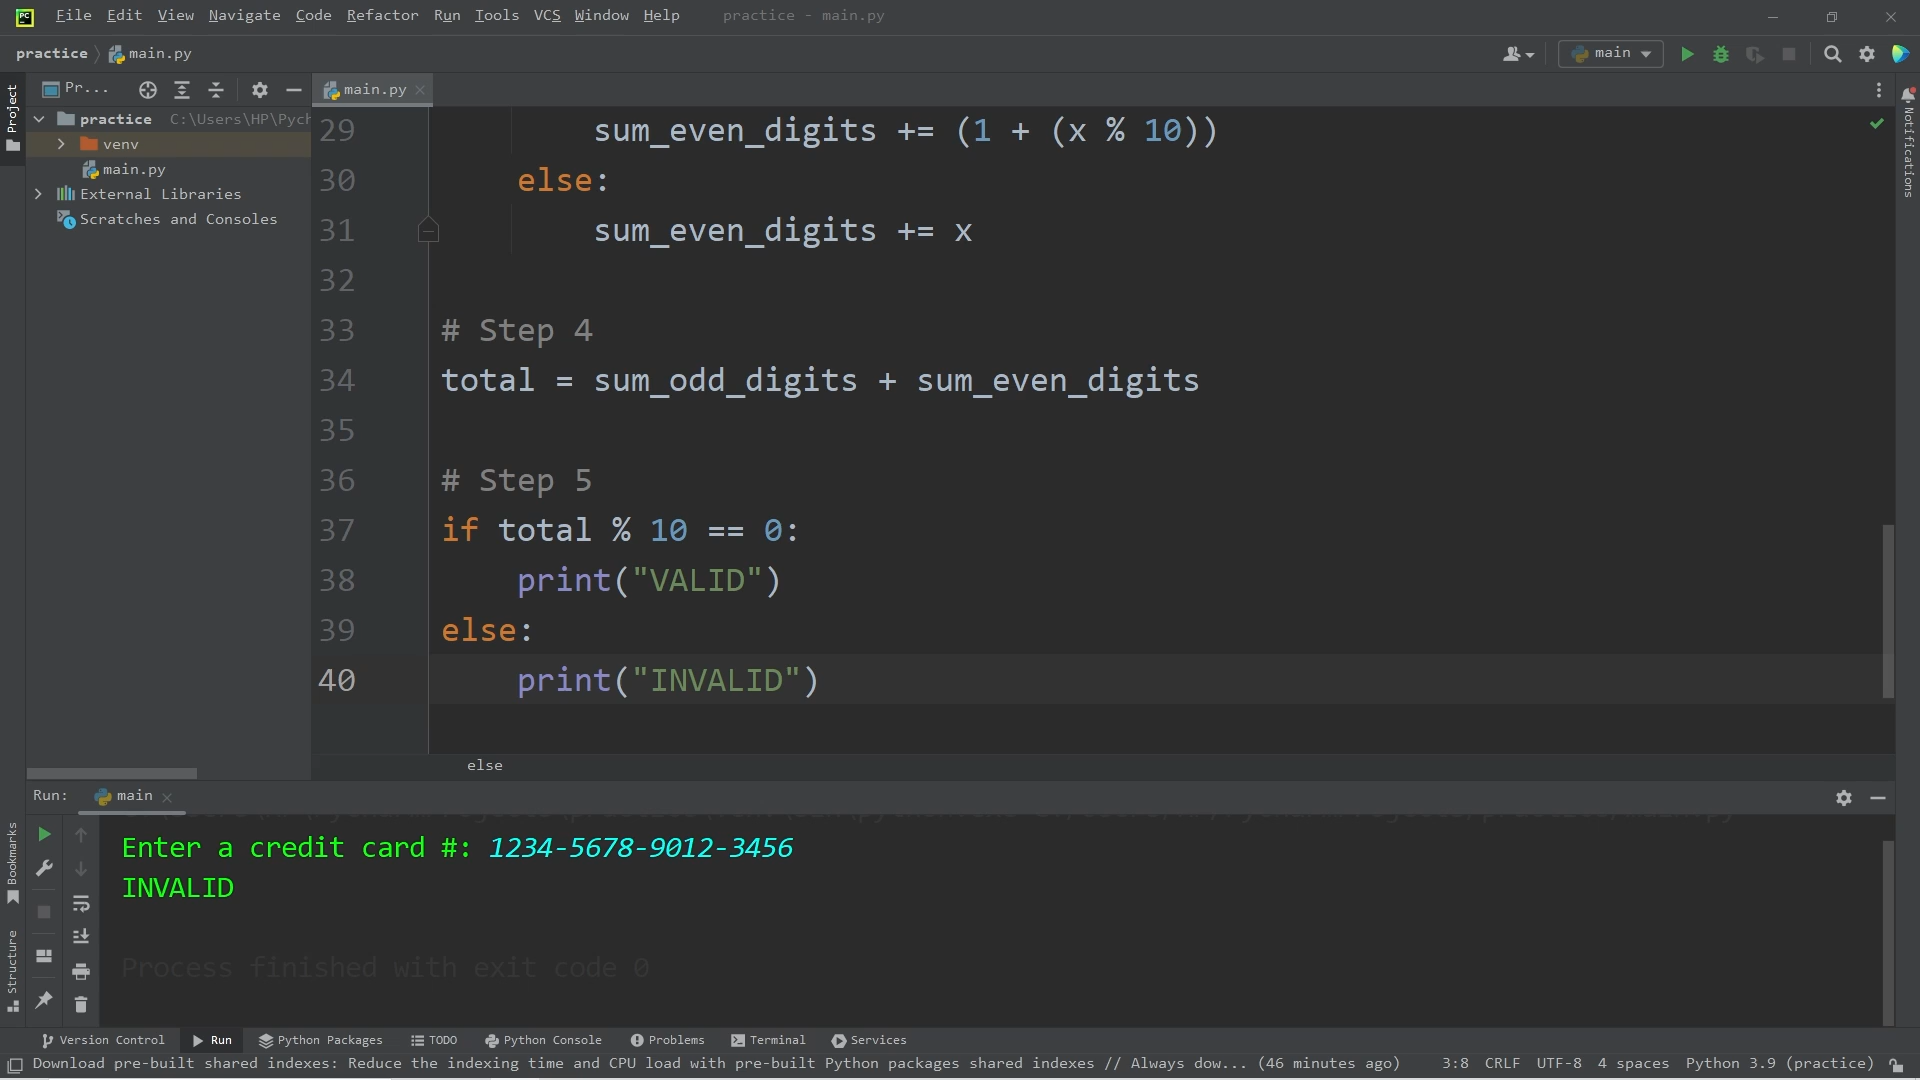 PC File Edit View Navigate Code Refactor Run Tools VCS Window Help practice - main.py
practice main.py main
Project
Pr... main.py
practice C:\Users\HP\Pych
venv
main.py
External Libraries
Scratches and Consoles
Notifications
29 sum_even_digits += (1 + (x % 10))
30 else:
31 sum_even_digits += x
32
33 # Step 4
34 total = sum_odd_digits + sum_even_digits
35
36 # Step 5
37 if total % 10 == 0:
38 print("VALID")
39 else:
40 print("INVALID")
else
Run: main
Bookmarks
Structure
Enter a credit card #: 1234-5678-9012-3456
INVALID
Process finished with exit code 0
Version Control Run Python Packages TODO Python Console Problems Terminal Services
Download pre-built shared indexes: Reduce the indexing time and CPU load with pre-built Python packages shared indexes // Always dow... (46 minutes ago) 3:8 CRLF UTF-8 4 spaces Python 3.9 (practice)